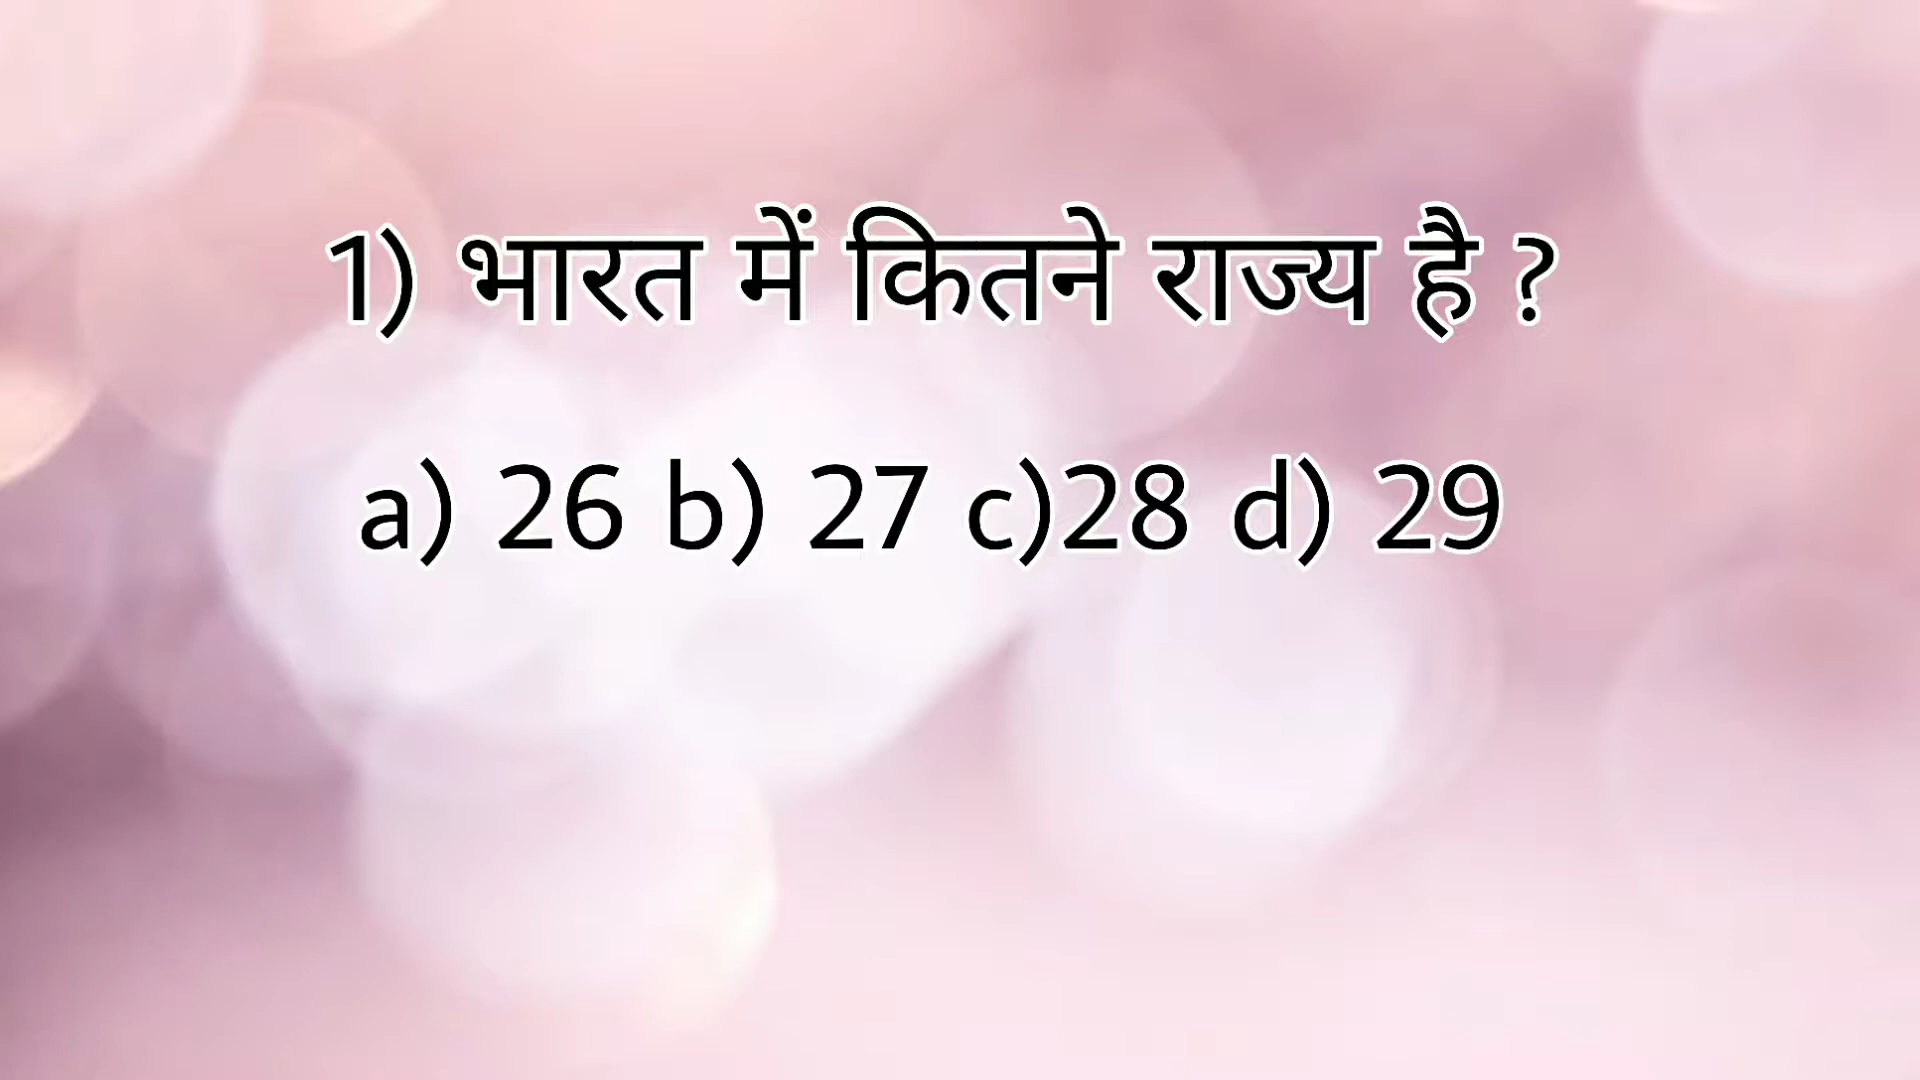 1) भारत में कितने राज्य है ?
a) 26 b) 27 c)28 d) 29